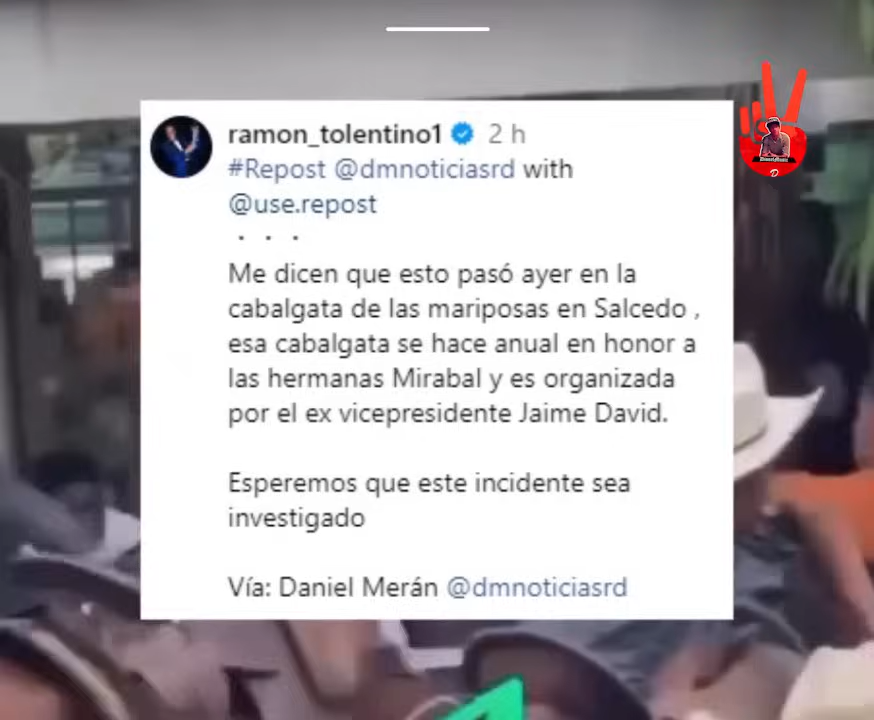 ramon_tolentino1 2 h
#Repost @dmnoticiasrd with
@use.repost
· · ·
Me dicen que esto pasó ayer en la
cabalgata de las mariposas en Salcedo ,
esa cabalgata se hace anual en honor a
las hermanas Mirabal y es organizada
por el ex vicepresidente Jaime David.
Esperemos que este incidente sea
investigado
Vía: Daniel Merán @dmnoticiasrd